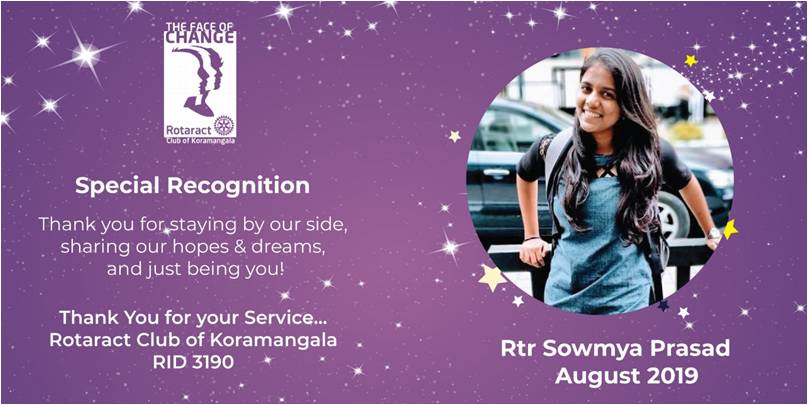 THE FACE OF
CHANGE
Rotaract
Club of Koramangala
Special Recognition
Thank you for staying by our side,
sharing our hopes & dreams,
and just being you!
Thank You for your Service...
Rotaract Club of Koramangala
RID 3190
Rtr Sowmya Prasad
August 2019